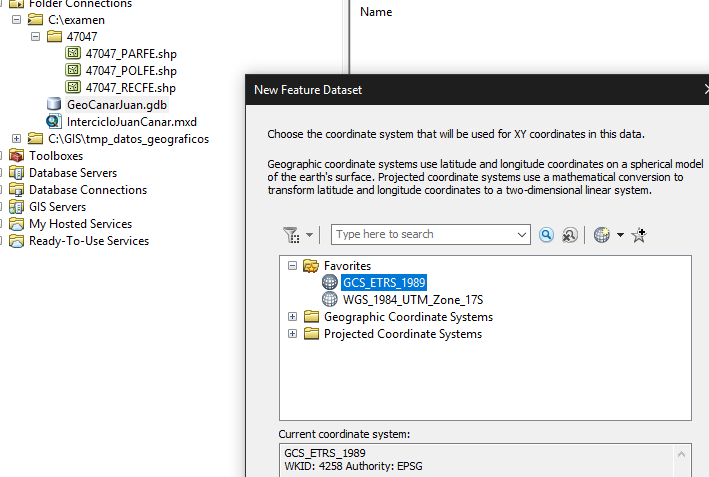 Folder Connections
C:\examen
47047
47047_PARFE.shp
47047_POLFE.shp
47047_RECFE.shp
GeoCanarJuan.gdb
IntercicloJuanCanar.mxd
C:\GIS\tmp_datos_geograficos
Toolboxes
Database Servers
Database Connections
GIS Servers
My Hosted Services
Ready-To-Use Services
Name
New Feature Dataset
Choose the coordinate system that will be used for XY coordinates in this data.
Geographic coordinate systems use latitude and longitude coordinates on a spherical model
of the earth's surface. Projected coordinate systems use a mathematical conversion to
transform latitude and longitude coordinates to a two-dimensional linear system.
Type here to search
Favorites
GCS_ETRS_1989
WGS_1984_UTM_Zone_17S
Geographic Coordinate Systems
Projected Coordinate Systems
Current coordinate system:
GCS_ETRS_1989
WKID: 4258 Authority: EPSG